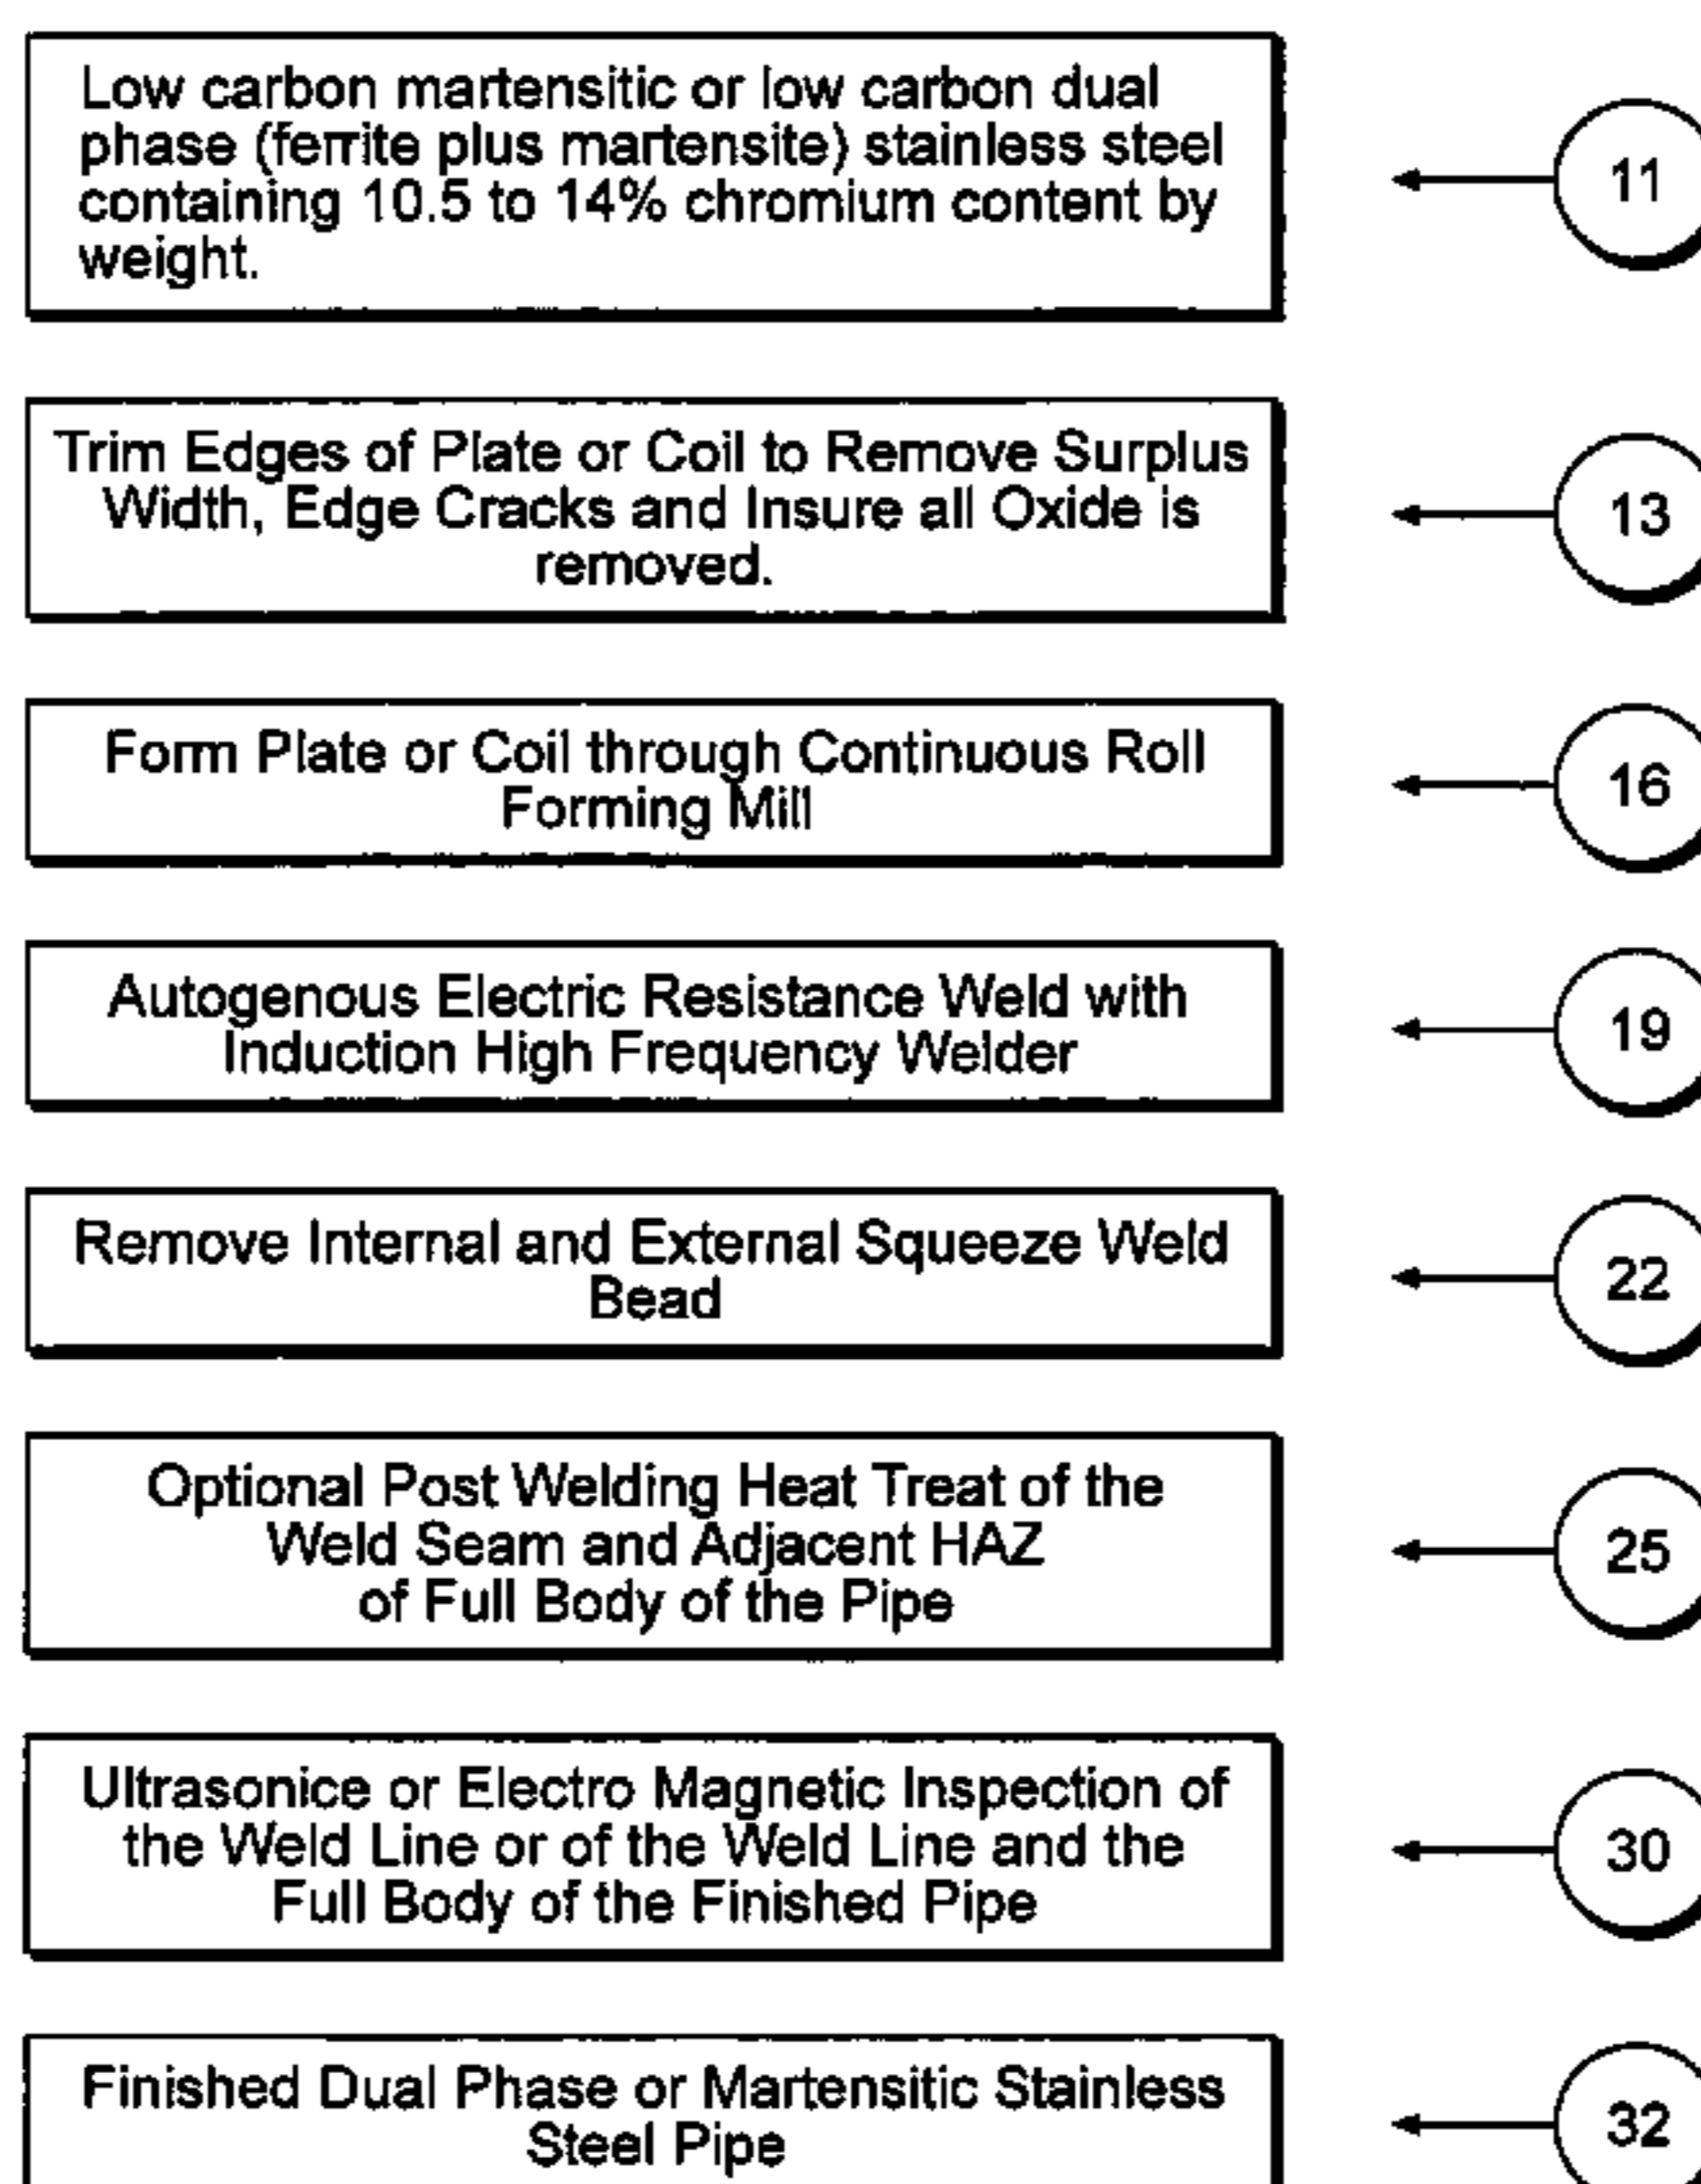 Low carbon martensitic or low carbon dual
phase (ferrite plus martensite) stainless steel
containing 10.5 to 14% chromium content by
weight.
11
Trim Edges of Plate or Coil to Remove Surplus
Width, Edge Cracks and Insure all Oxide is
removed.
13
Form Plate or Coil through Continuous Roll
Forming Mill
16
Autogenous Electric Resistance Weld with
Induction High Frequency Welder
19
Remove Internal and External Squeeze Weld
Bead
22
Optional Post Welding Heat Treat of the
Weld Seam and Adjacent HAZ
of Full Body of the Pipe
25
Ultrasonice or Electro Magnetic Inspection of
the Weld Line or of the Weld Line and the
Full Body of the Finished Pipe
30
Finished Dual Phase or Martensitic Stainless
Steel Pipe
32